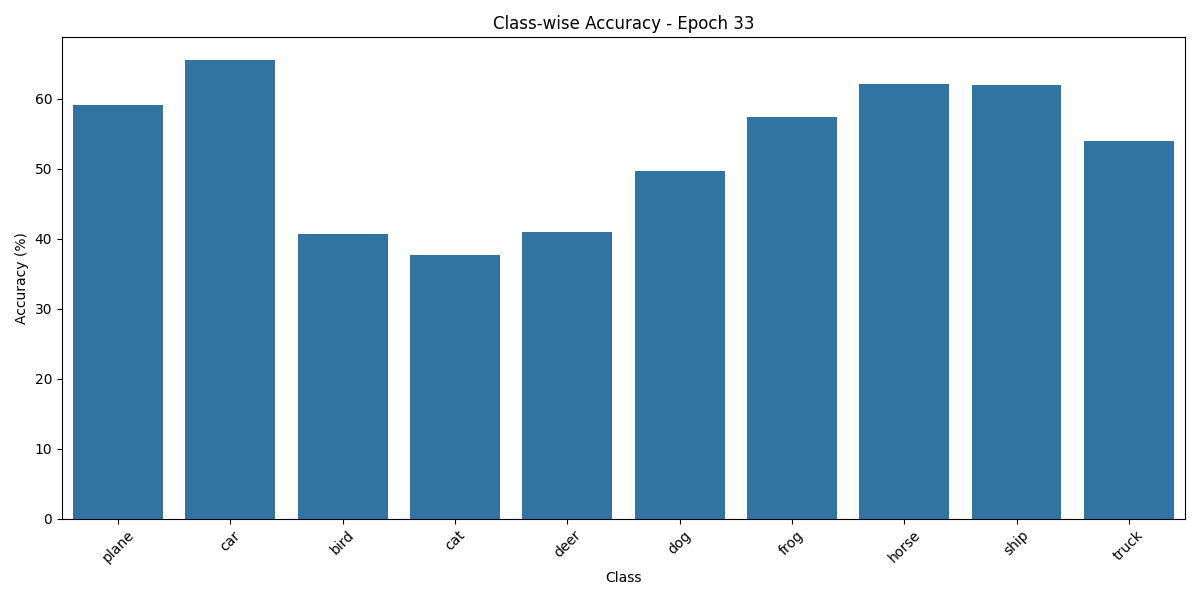 Class-wise Accuracy - Epoch 33
Accuracy (%)
60
50
40
30
20
10
0
plane
car
bird
cat
deer
dog
frog
horse
ship
truck
Class